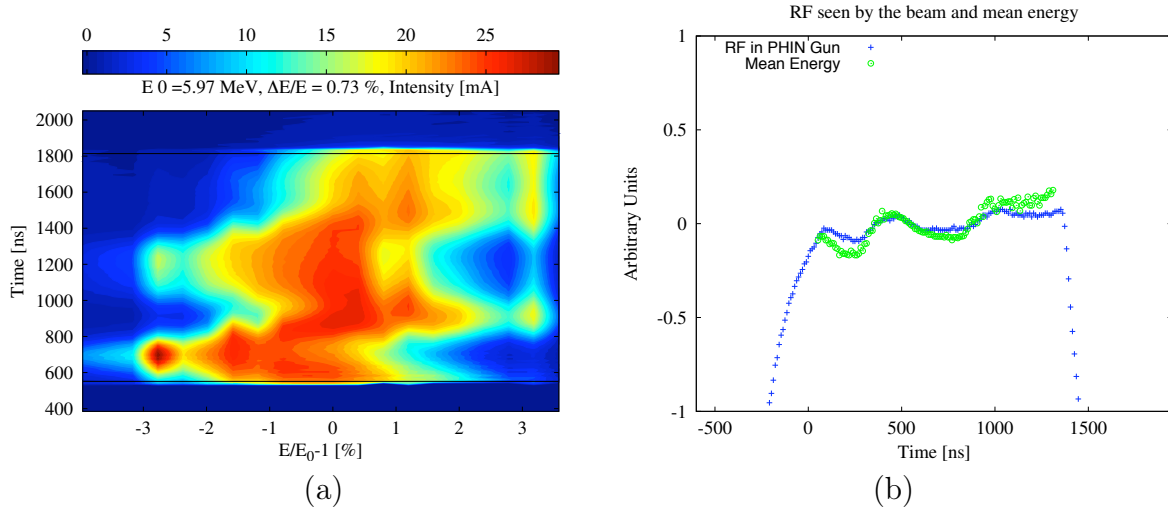 0 5 10 15 20 25
E 0 =5.97 MeV, ΔE/E = 0.73 %, Intensity [mA]
2000
1800
1600
1400
1200
1000
800
600
400
Time [ns]
-3 -2 -1 0 1 2 3
E/E0-1 [%]
(a)
RF seen by the beam and mean energy
RF in PHIN Gun
Mean Energy
1
0.5
0
-0.5
-1
Arbitrary Units
-500 0 500 1000 1500
Time [ns]
(b)